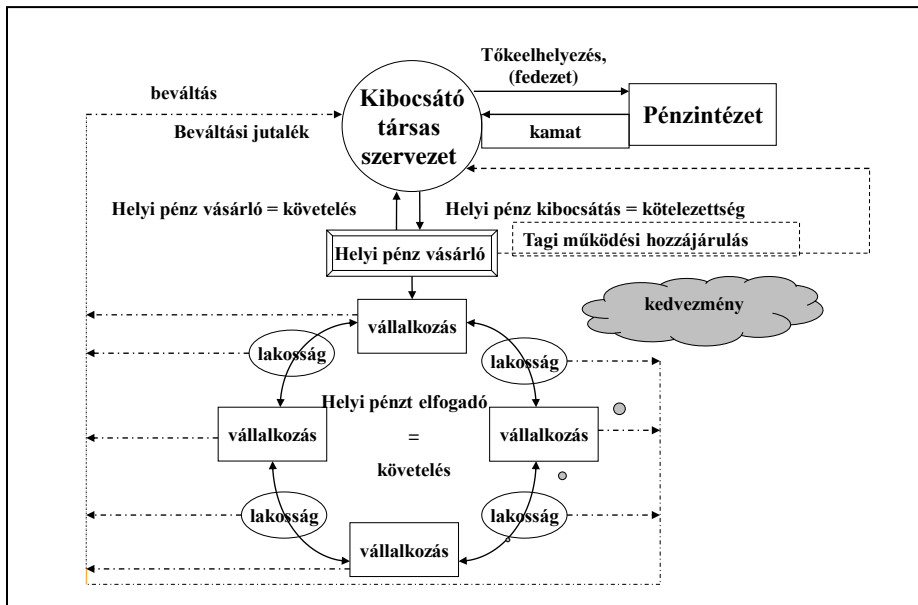 Tőkeelhelyezés,
(fedezet)
beváltás
Beváltási jutalék
Kibocsátó
társas
szervezet
Pénzintézet
kamat
Helyi pénz vásárló = követelés
Helyi pénz kibocsátás = kötelezettség
Helyi pénz vásárló
Tagi működési hozzájárulás
kedvezmény
vállalkozás
lakosság
lakosság
Helyi pénzt elfogadó
=
követelés
vállalkozás
vállalkozás
lakosság
lakosság
vállalkozás